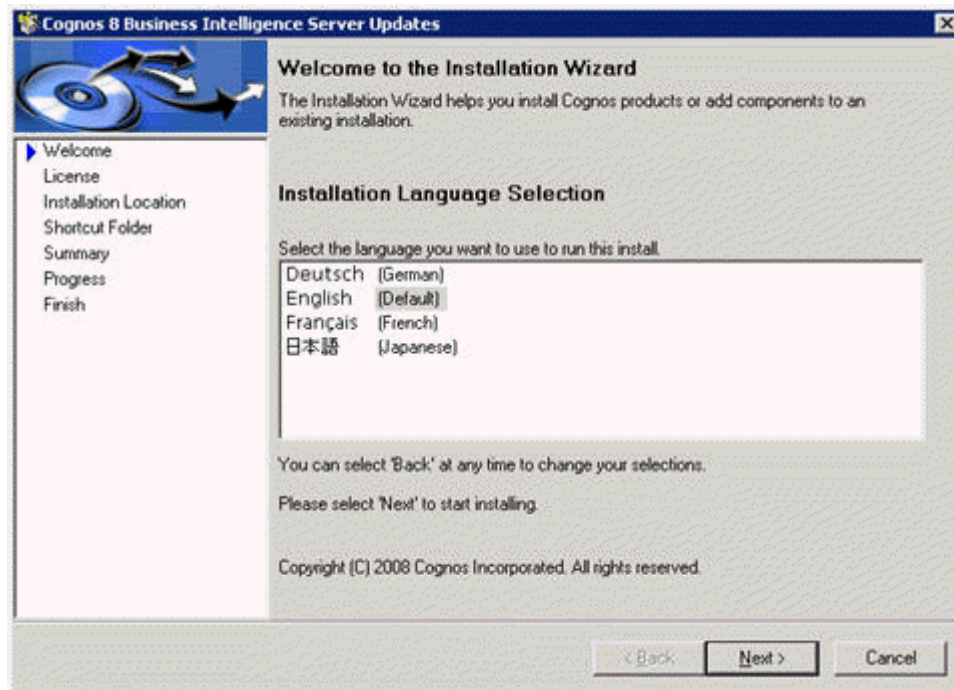 Cognos 8 Business Intelligence Server Updates
Welcome to the Installation Wizard
The Installation Wizard helps you install Cognos products or add components to an
existing installation.
Welcome
License
Installation Location
Shortcut Folder
Summary
Progress
Finish
Installation Language Selection
Select the language you want to use to run this install.
Deutsch (German)
English (Default)
Français (French)
日本語 (Japanese)
You can select 'Back' at any time to change your selections.
Please select 'Next' to start installing.
Copyright (C) 2008 Cognos Incorporated. All rights reserved.
< Back Next > Cancel